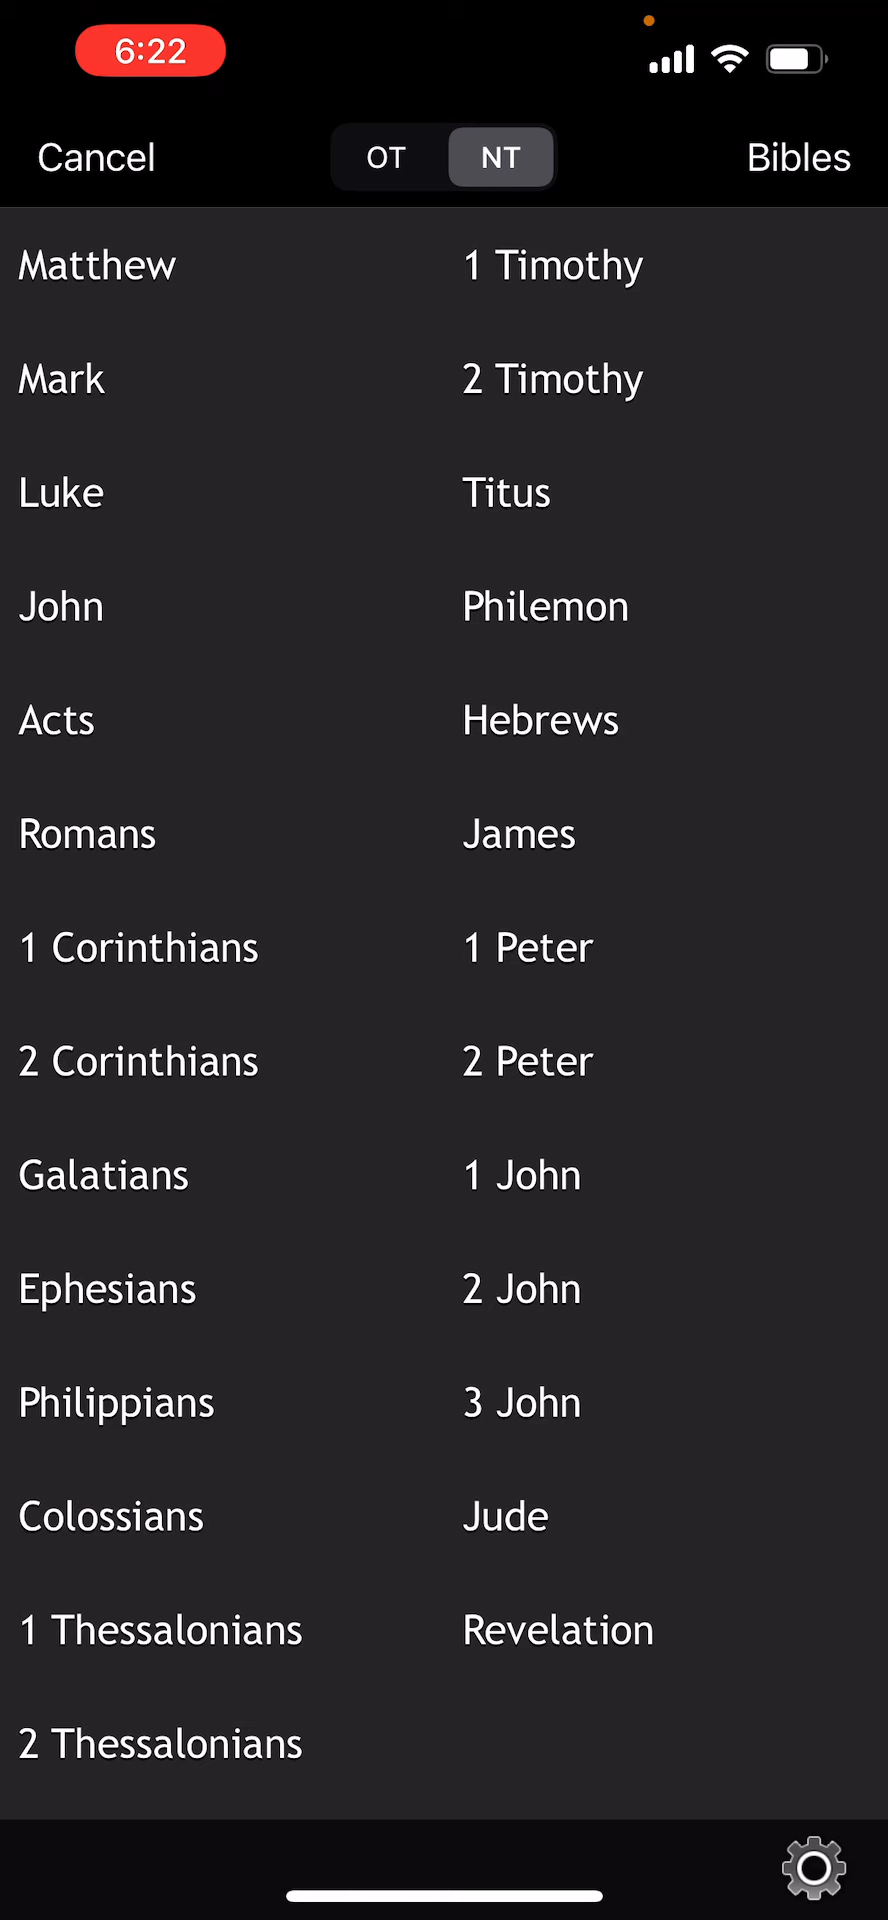 6:22
Cancel OT NT Bibles
Matthew
Mark
Luke
John
Acts
Romans
1 Corinthians
2 Corinthians
Galatians
Ephesians
Philippians
Colossians
1 Thessalonians
2 Thessalonians
1 Timothy
2 Timothy
Titus
Philemon
Hebrews
James
1 Peter
2 Peter
1 John
2 John
3 John
Jude
Revelation